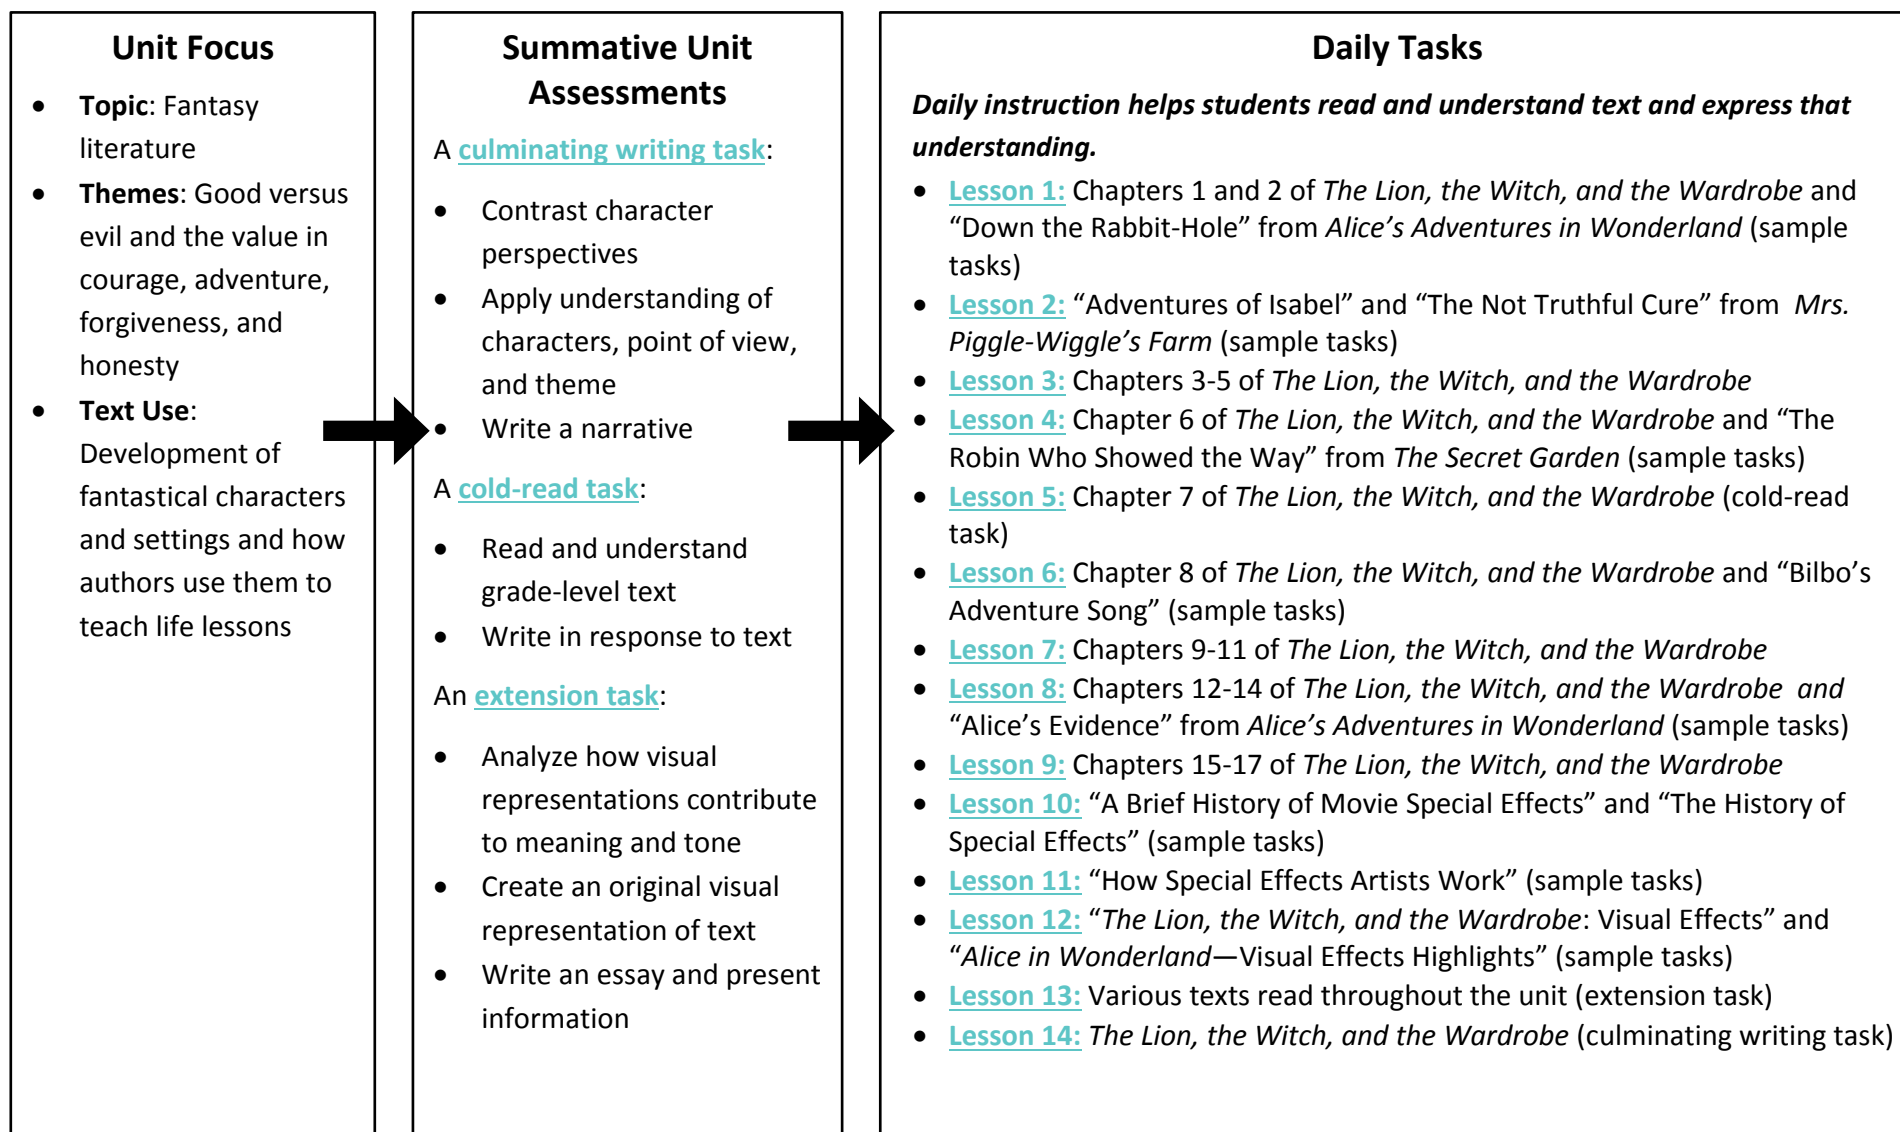 Unit Focus
• Topic: Fantasy
literature
• Themes: Good versus
evil and the value in
courage, adventure,
forgiveness, and
honesty
• Text Use:
Development of
fantastical characters
and settings and how
authors use them to
teach life lessons
Summative Unit
Assessments
A culminating writing task:
• Contrast character
perspectives
• Apply understanding of
characters, point of view,
and theme
• Write a narrative
A cold-read task:
• Read and understand
grade-level text
• Write in response to text
An extension task:
• Analyze how visual
representations contribute
to meaning and tone
• Create an original visual
representation of text
• Write an essay and present
information
Daily Tasks
Daily instruction helps students read and understand text and express that
understanding.
• Lesson 1: Chapters 1 and 2 of The Lion, the Witch, and the Wardrobe and
“Down the Rabbit-Hole” from Alice’s Adventures in Wonderland (sample
tasks)
• Lesson 2: “Adventures of Isabel” and “The Not Truthful Cure” from Mrs.
Piggle-Wiggle’s Farm (sample tasks)
• Lesson 3: Chapters 3-5 of The Lion, the Witch, and the Wardrobe
• Lesson 4: Chapter 6 of The Lion, the Witch, and the Wardrobe and “The
Robin Who Showed the Way” from The Secret Garden (sample tasks)
• Lesson 5: Chapter 7 of The Lion, the Witch, and the Wardrobe (cold-read
task)
• Lesson 6: Chapter 8 of The Lion, the Witch, and the Wardrobe and “Bilbo’s
Adventure Song” (sample tasks)
• Lesson 7: Chapters 9-11 of The Lion, the Witch, and the Wardrobe
• Lesson 8: Chapters 12-14 of The Lion, the Witch, and the Wardrobe and
“Alice’s Evidence” from Alice’s Adventures in Wonderland (sample tasks)
• Lesson 9: Chapters 15-17 of The Lion, the Witch, and the Wardrobe
• Lesson 10: “A Brief History of Movie Special Effects” and “The History of
Special Effects” (sample tasks)
• Lesson 11: “How Special Effects Artists Work” (sample tasks)
• Lesson 12: “The Lion, the Witch, and the Wardrobe: Visual Effects” and
“Alice in Wonderland—Visual Effects Highlights” (sample tasks)
• Lesson 13: Various texts read throughout the unit (extension task)
• Lesson 14: The Lion, the Witch, and the Wardrobe (culminating writing task)